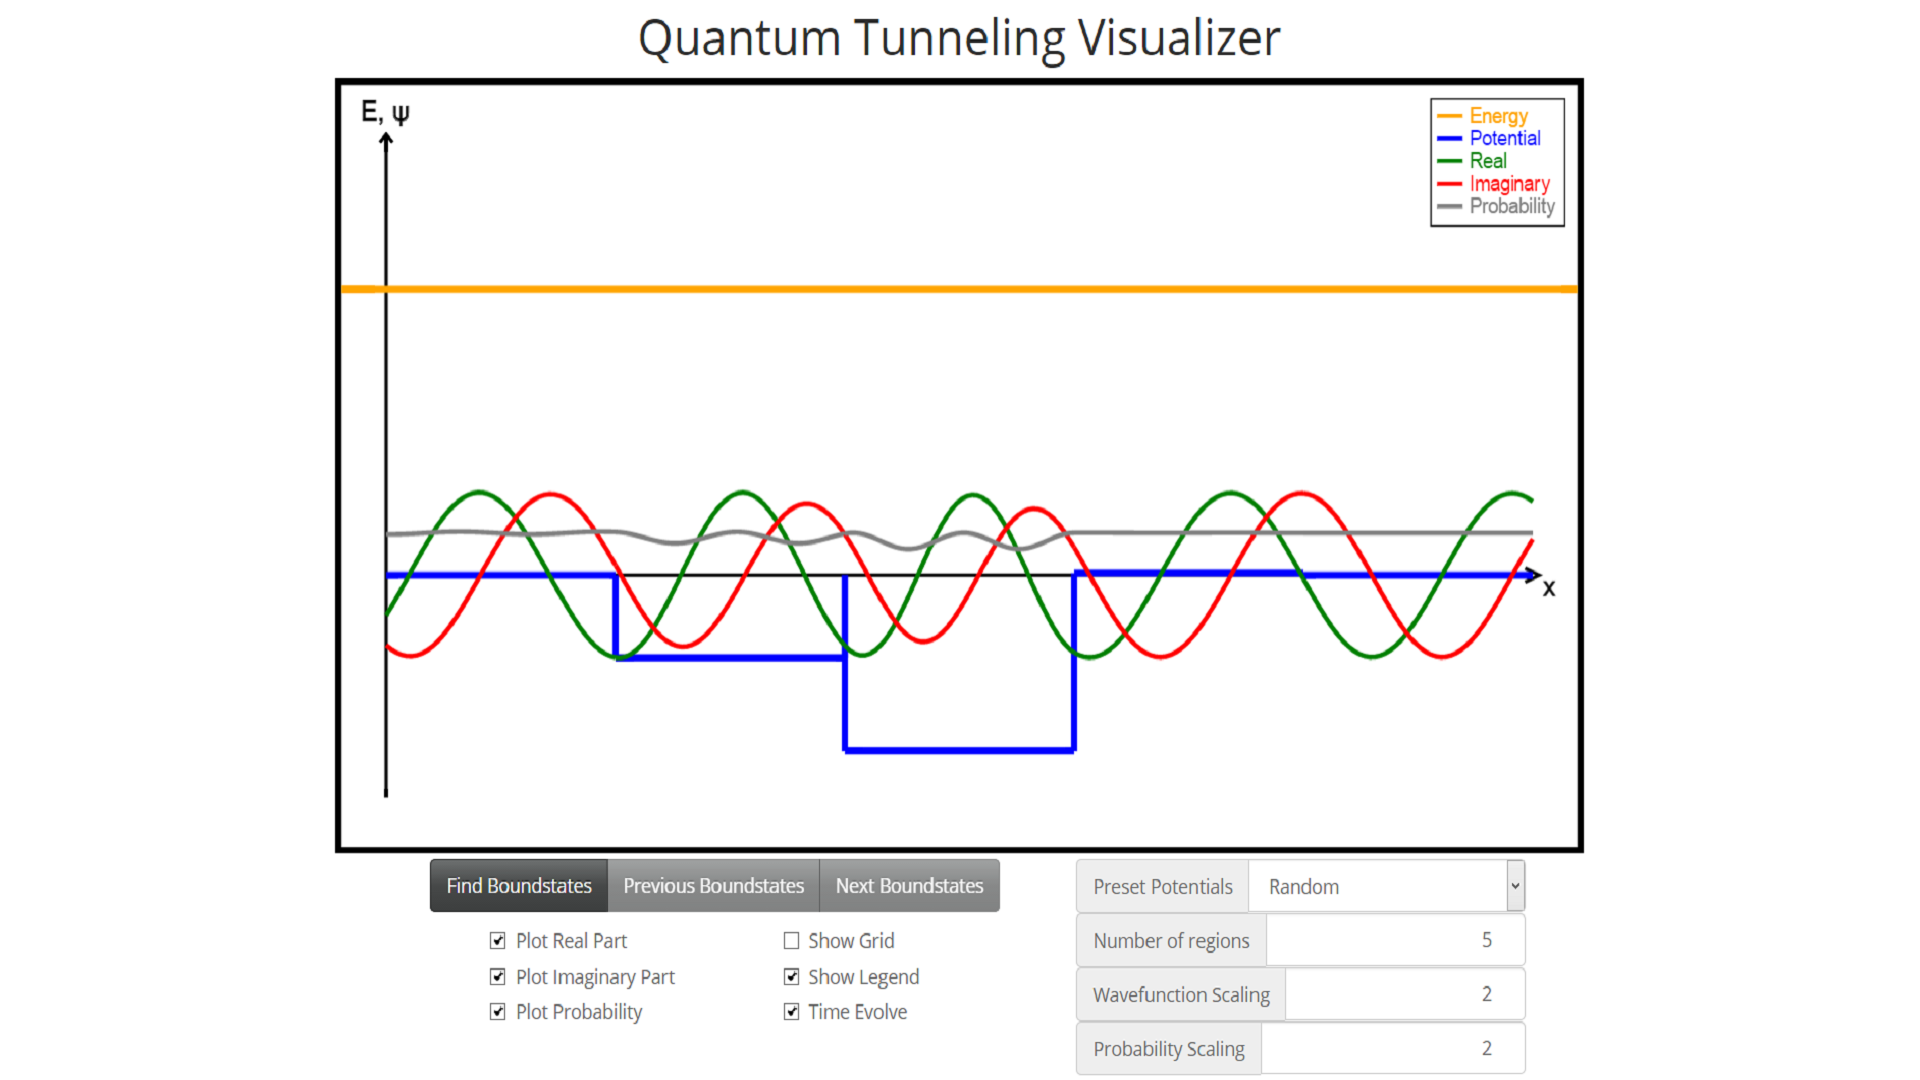 Quantum Tunneling Visualizer
E, ψ
Energy
Potential
Real
Imaginary
Probability
x
Find Boundstates Previous Boundstates Next Boundstates
Plot Real Part
Plot Imaginary Part
Plot Probability
Show Grid
Show Legend
Time Evolve
Preset Potentials Random
Number of regions 5
Wavefunction Scaling 2
Probability Scaling 2